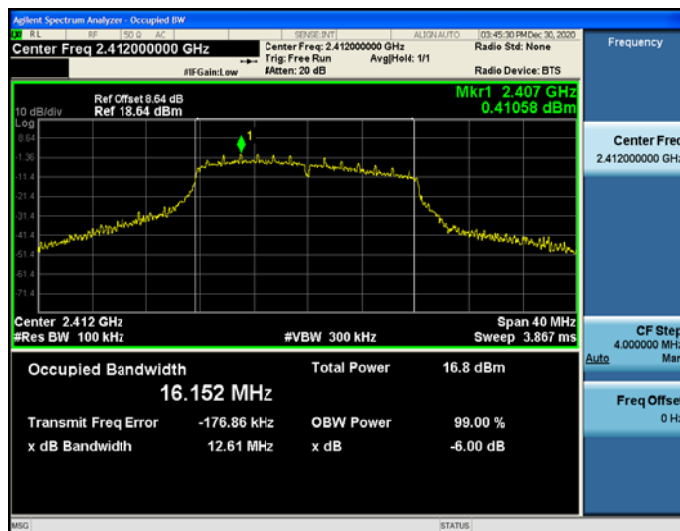 Agilent Spectrum Analyzer - Occupied BW
RL RF 50 Ω AC SENSE:INT ALIGN AUTO 03:45:30 PM Dec 30, 2020
Center Freq 2.412000000 GHz Center Freq: 2.412000000 GHz Radio Std: None Frequency
Trig: Free Run Avg|Hold: 1/1
#IFGain:Low #Atten: 20 dB Radio Device: BTS
Ref Offset 8.64 dB Mkr1 2.407 GHz
10 dB/div Ref 18.64 dBm 0.41058 dBm
Log
8.64
1
-1.36
-11.4
-21.4
-31.4
-41.4
-51.4
-61.4
-71.4
Center Freq
2.412000000 GHz
Center 2.412 GHz Span 40 MHz
#Res BW 100 kHz #VBW 300 kHz Sweep 3.867 ms
CF Step
4.000000 MHz
Auto Man
Occupied Bandwidth Total Power 16.8 dBm
16.152 MHz
Transmit Freq Error -176.86 kHz OBW Power 99.00 %
x dB Bandwidth 12.61 MHz x dB -6.00 dB
Freq Offset
0 Hz
MSG STATUS